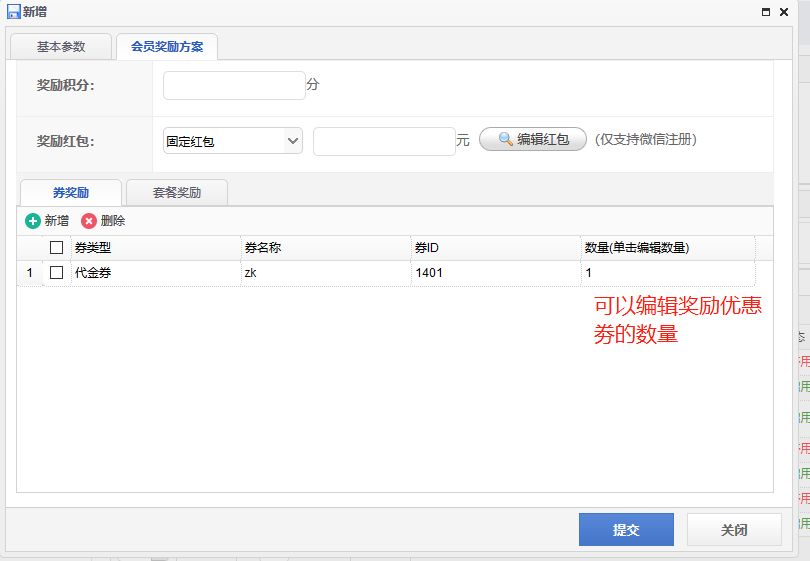 新增
基本参数 会员奖励方案
奖励积分: 分
奖励红包: 固定红包 元 编辑红包 (仅支持微信注册)
券奖励 套餐奖励
新增 删除
券类型 券名称 券ID 数量(单击编辑数量)
1 代金券 zk 1401 1
可以编辑奖励优惠
券的数量
提交 关闭